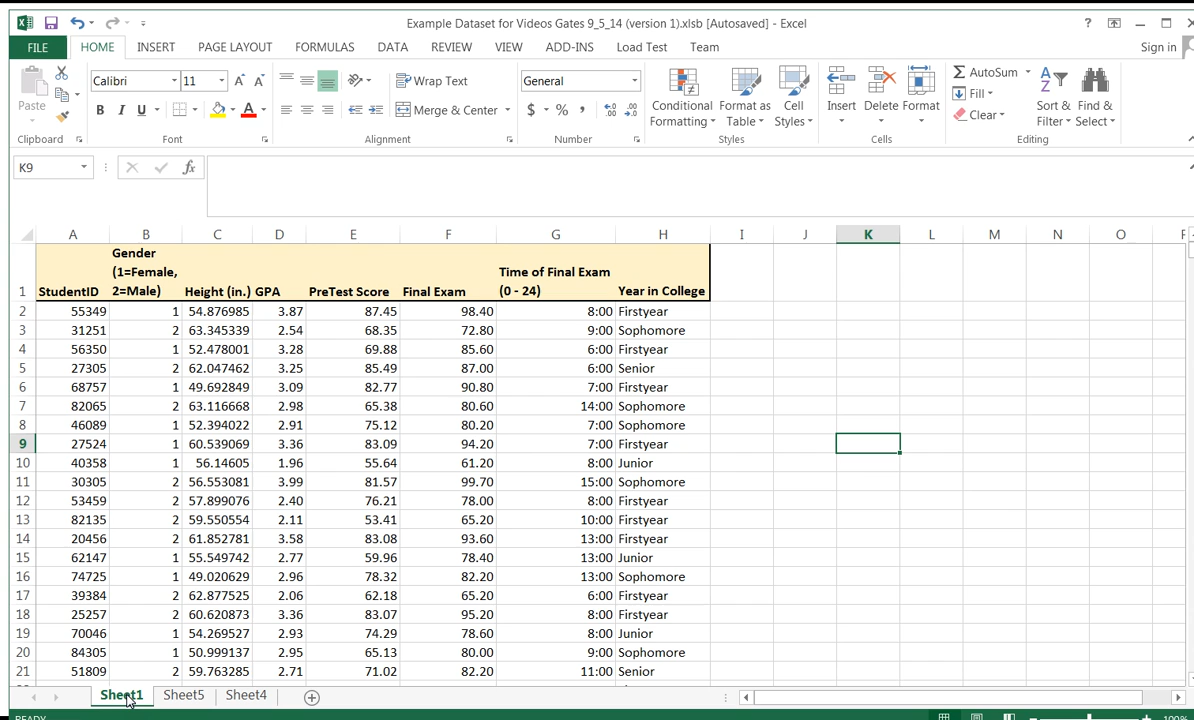 Example Dataset for Videos Gates 9_5_14 (version 1).xlsb [Autosaved] - Excel
FILE HOME INSERT PAGE LAYOUT FORMULAS DATA REVIEW VIEW ADD-INS Load Test Team Sign in
Paste Calibri 11 Wrap Text General Conditional Formatting Format as Table Cell Styles Insert Delete Format AutoSum Fill Clear Sort & Filter Find & Select
B I U Merge & Center $ % ,
Clipboard Font Alignment Number Styles Cells Editing
K9 fx
A B C D E F G H I J K L M N O
1 StudentID Gender (1=Female, 2=Male) Height (in.) GPA PreTest Score Final Exam Time of Final Exam (0 - 24) Year in College
2 55349 1 54.876985 3.87 87.45 98.40 8:00 Firstyear
3 31251 2 63.345339 2.54 68.35 72.80 9:00 Sophomore
4 56350 1 52.478001 3.28 69.88 85.60 6:00 Firstyear
5 27305 2 62.047462 3.25 85.49 87.00 6:00 Senior
6 68757 1 49.692849 3.09 82.77 90.80 7:00 Firstyear
7 82065 2 63.116668 2.98 65.38 80.60 14:00 Sophomore
8 46089 1 52.394022 2.91 75.12 80.20 7:00 Sophomore
9 27524 1 60.539069 3.36 83.09 94.20 7:00 Firstyear
10 40358 1 56.14605 1.96 55.64 61.20 8:00 Junior
11 30305 2 56.553081 3.99 81.57 99.70 15:00 Sophomore
12 53459 2 57.899076 2.40 76.21 78.00 8:00 Firstyear
13 82135 2 59.550554 2.11 53.41 65.20 10:00 Firstyear
14 20456 2 61.852781 3.58 83.08 93.60 13:00 Firstyear
15 62147 1 55.549742 2.77 59.96 78.40 13:00 Junior
16 74725 1 49.020629 2.96 78.32 82.20 13:00 Sophomore
17 39384 2 62.877525 2.06 62.18 65.20 6:00 Firstyear
18 25257 2 60.620873 3.36 83.07 95.20 8:00 Firstyear
19 70046 1 54.269527 2.93 74.29 78.60 8:00 Junior
20 84305 1 50.999137 2.95 65.13 80.00 9:00 Sophomore
21 51809 2 59.763285 2.71 71.02 82.20 11:00 Senior
Sheet1 Sheet5 Sheet4
READY 100%